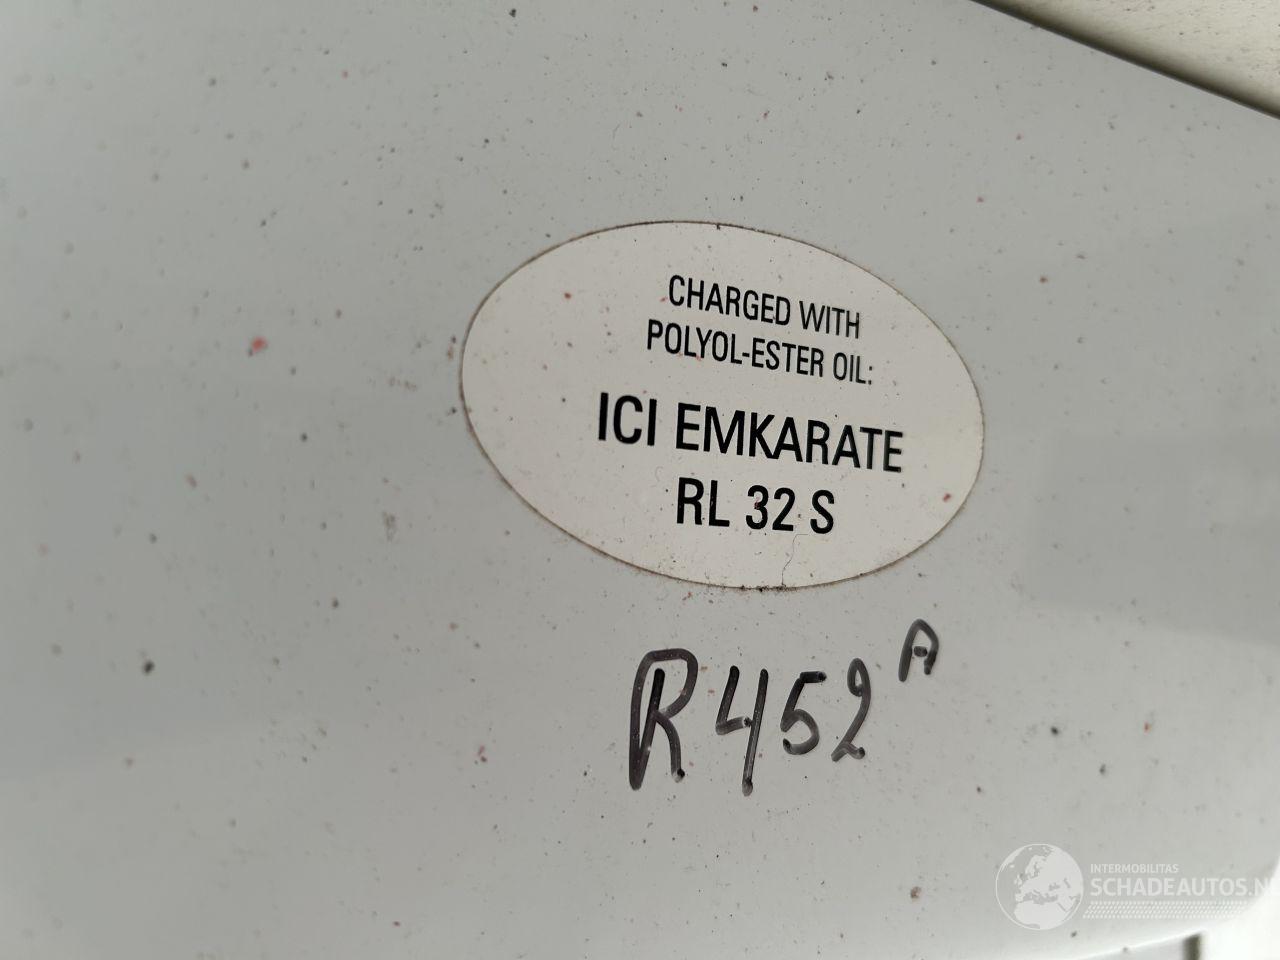 CHARGED WITH
POLYOL-ESTER OIL:
ICI EMKARATE
RL 32 S
R452A
INTERMOBILITAS
SCHADEAUTOS.NL